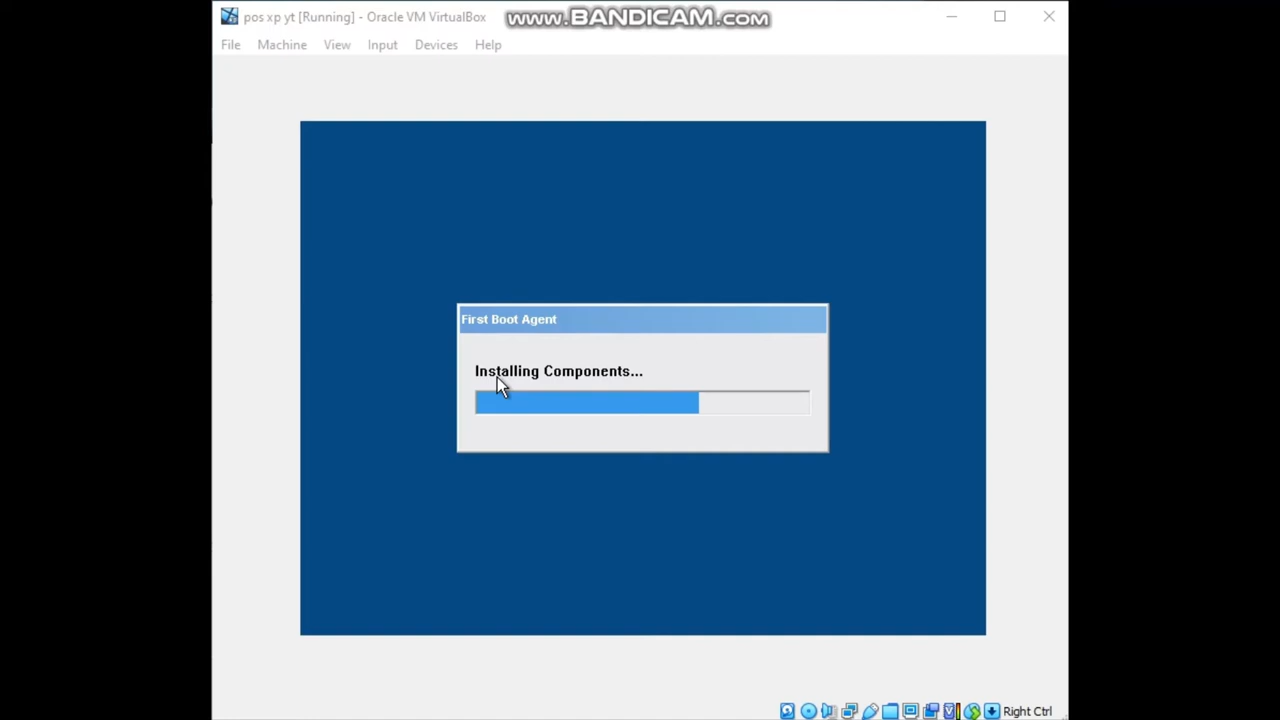 pos xp yt [Running] - Oracle VM VirtualBox
www.BANDICAM.com
File Machine View Input Devices Help
First Boot Agent
Installing Components...
Right Ctrl